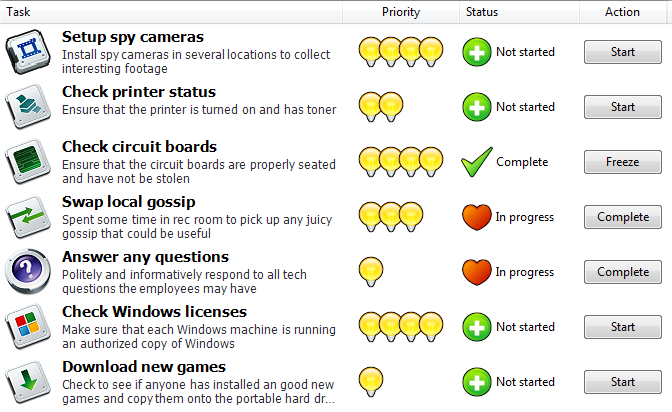 Task Priority Status Action
Setup spy cameras
Install spy cameras in several locations to collect
interesting footage
Not started Start
Check printer status
Ensure that the printer is turned on and has toner
Not started Start
Check circuit boards
Ensure that the circuit boards are properly seated
and have not be stolen
Complete Freeze
Swap local gossip
Spent some time in rec room to pick up any juicy
gossip that could be useful
In progress Complete
Answer any questions
Politely and informatively respond to all tech
questions the employees may have
In progress Complete
Check Windows licenses
Make sure that each Windows machine is running
an authorized copy of Windows
Not started Start
Download new games
Check to see if anyone has installed an good new
games and copy them onto the portable hard dr...
Not started Start